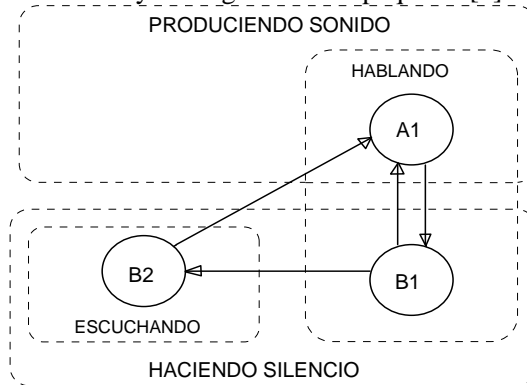 PRODUCIENDO SONIDO
HABLANDO
A1
B2
B1
ESCUCHANDO
HACIENDO SILENCIO